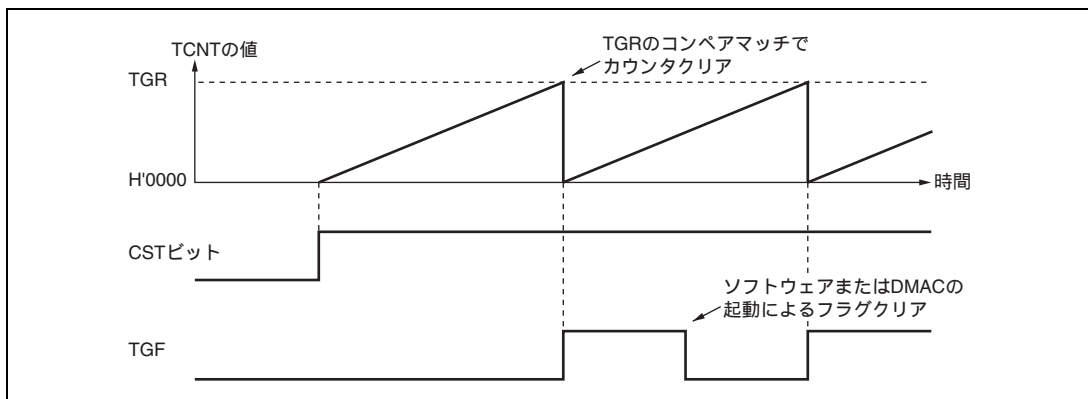 TCNTの値
TGRのコンペアマッチで
カウンタクリア
TGR
H'0000
時間
CSTビット
ソフトウェアまたはDMACの
起動によるフラグクリア
TGF